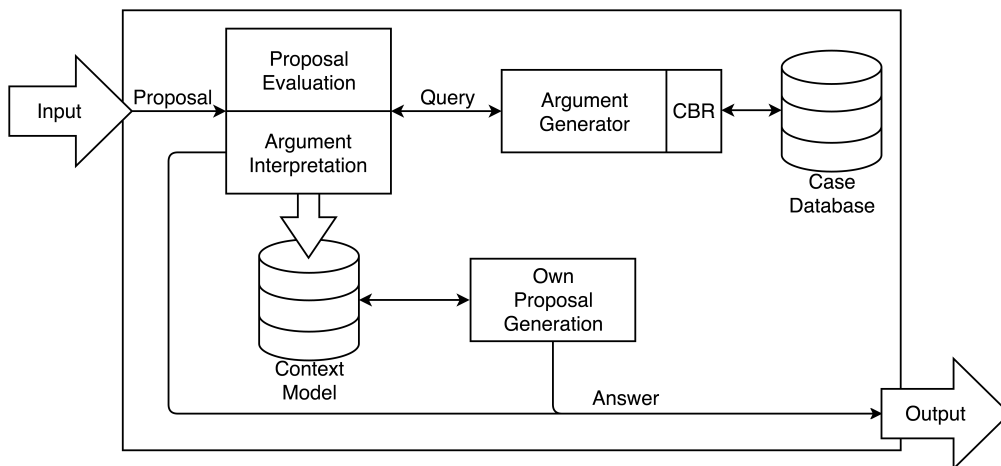 Input
Proposal
Proposal
Evaluation
Argument
Interpretation
Query
Argument
Generator
CBR
Case
Database
Context
Model
Own
Proposal
Generation
Answer
Output